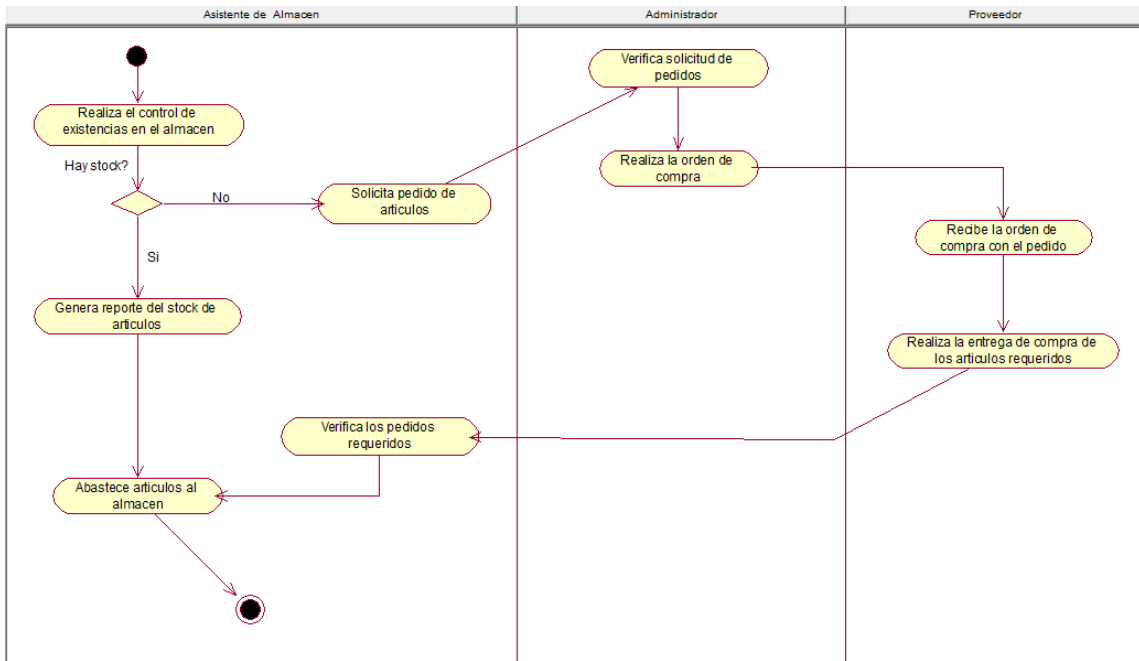 Asistente de Almacen
Administrador
Proveedor
Realiza el control de
existencias en el almacen
Hay stock?
No
Si
Solicita pedido de
articulos
Verifica solicitud de
pedidos
Realiza la orden de
compra
Recibe la orden de
compra con el pedido
Realiza la entrega de compra de
los articulos requeridos
Genera reporte del stock de
articulos
Verifica los pedidos
requeridos
Abastece articulos al
almacen